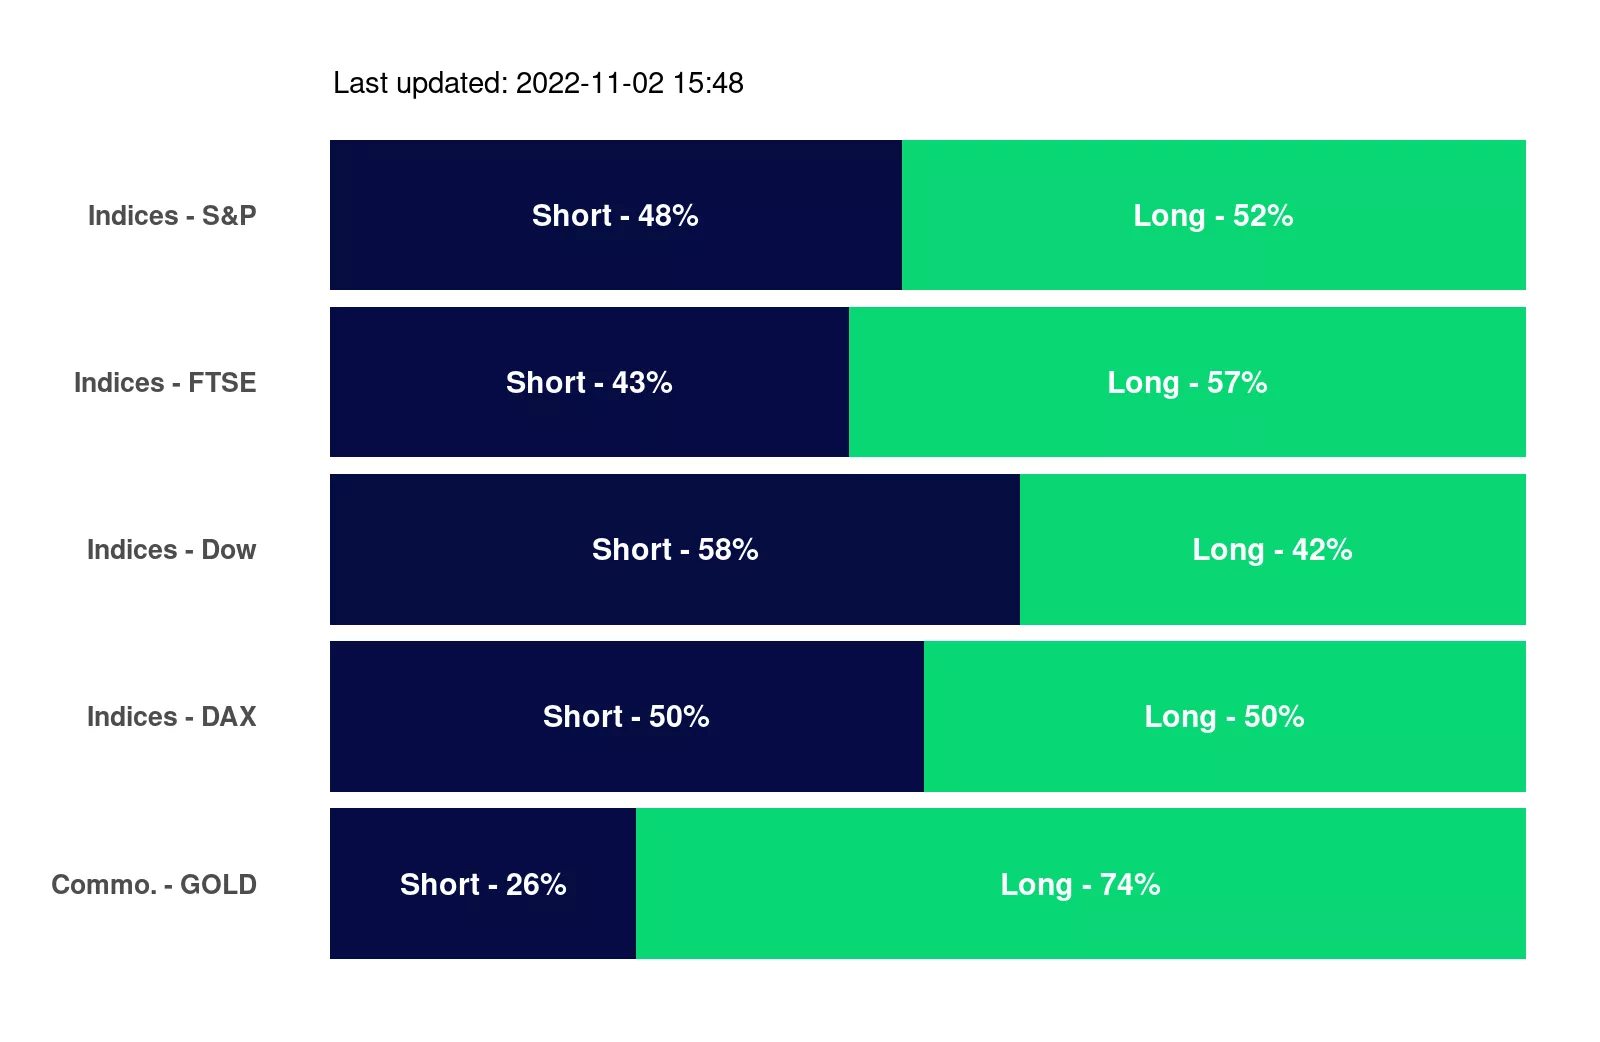 Last updated: 2022-11-02 15:48
Indices - S&P Short - 48% Long - 52%
Indices - FTSE Short - 43% Long - 57%
Indices - Dow Short - 58% Long - 42%
Indices - DAX Short - 50% Long - 50%
Commo. - GOLD Short - 26% Long - 74%